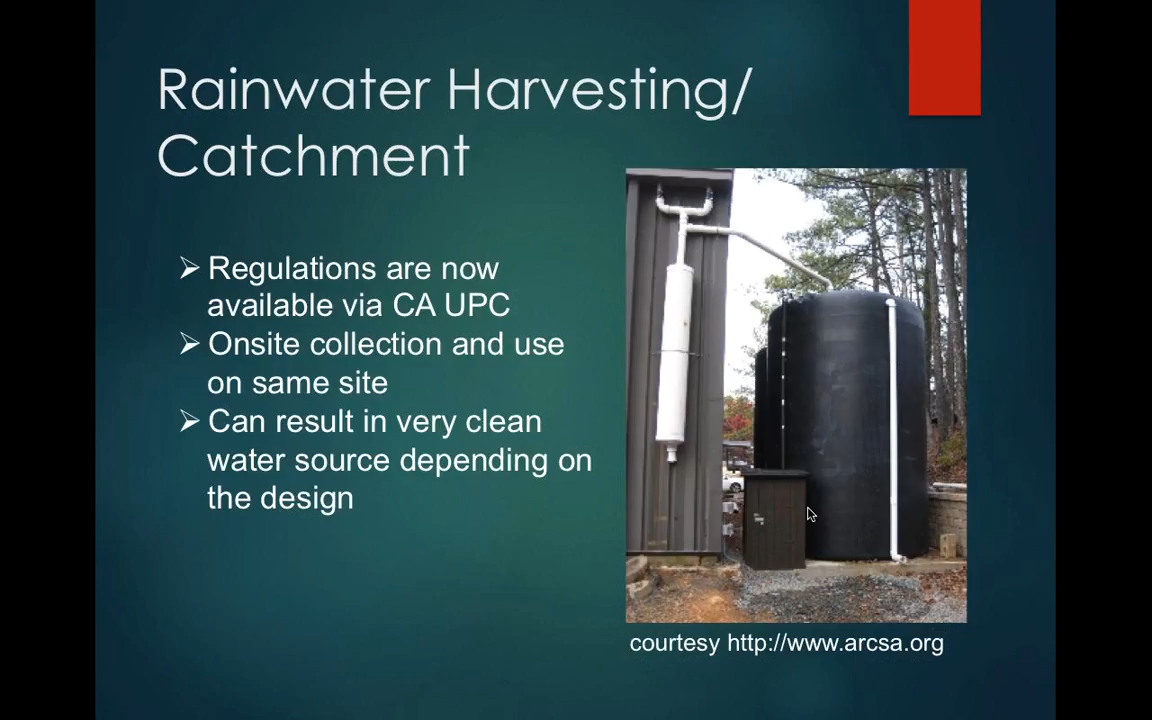 Rainwater Harvesting/
Catchment
➢ Regulations are now
available via CA UPC
➢ Onsite collection and use
on same site
➢ Can result in very clean
water source depending on
the design
courtesy http://www.arcsa.org